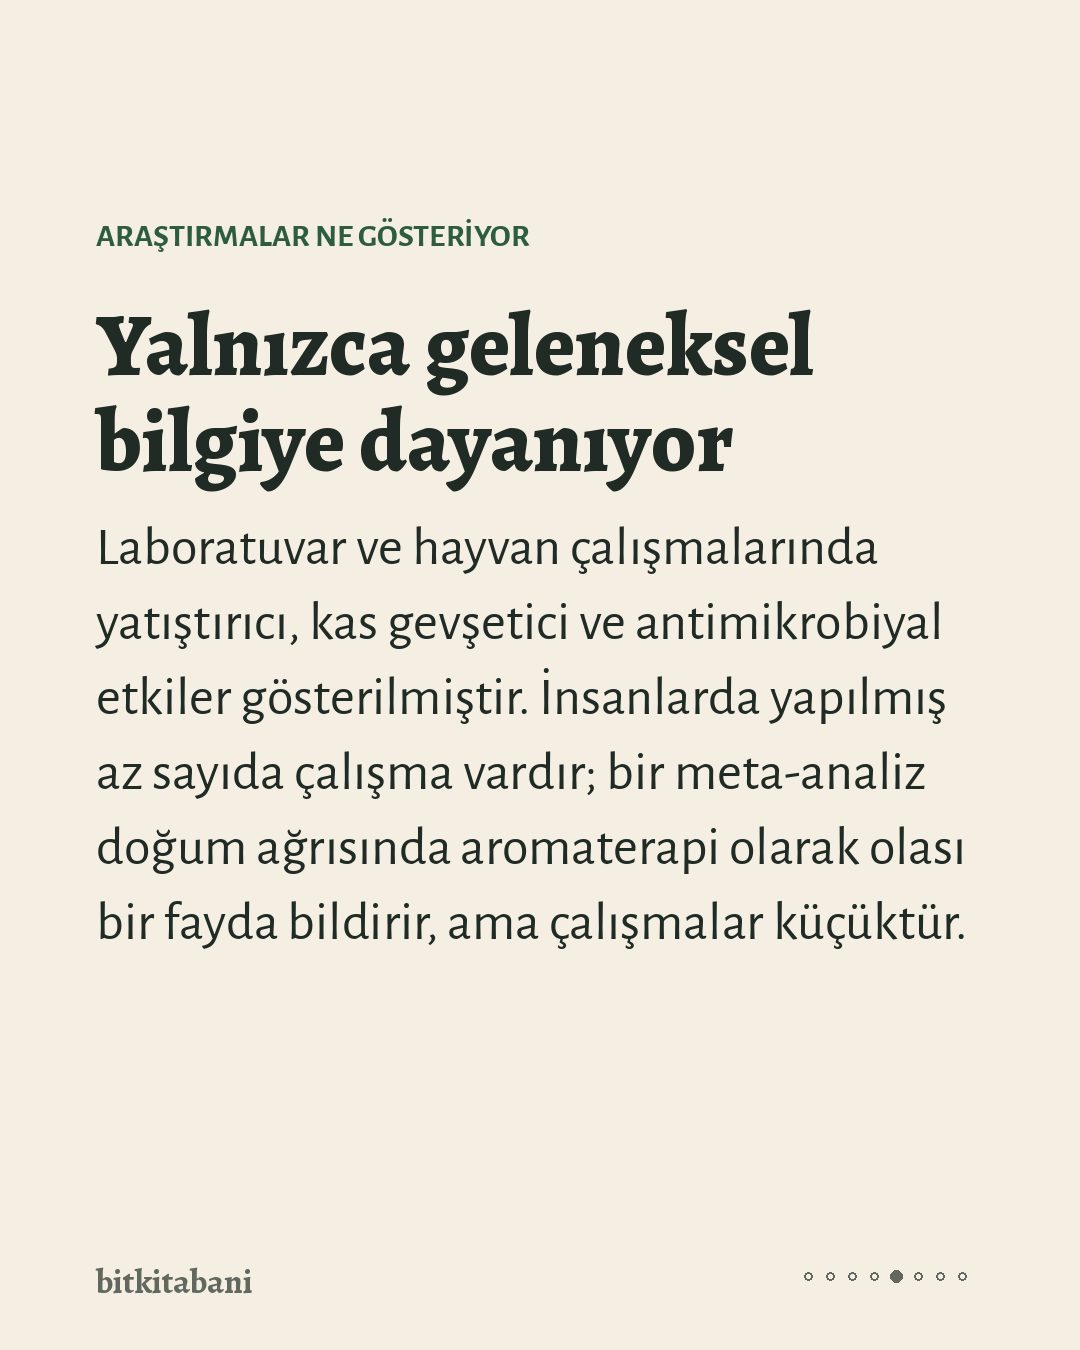 ARAŞTIRMALAR NE GÖSTERİYOR
Yalnızca geleneksel
bilgiye dayanıyor
Laboratuvar ve hayvan çalışmalarında
yatıştırıcı, kas gevşetici ve antimikrobiyal
etkiler gösterilmiştir. İnsanlarda yapılmış
az sayıda çalışma vardır; bir meta-analiz
doğum ağrısında aromaterapi olarak olası
bir fayda bildirir, ama çalışmalar küçüktür.
bitkitabani